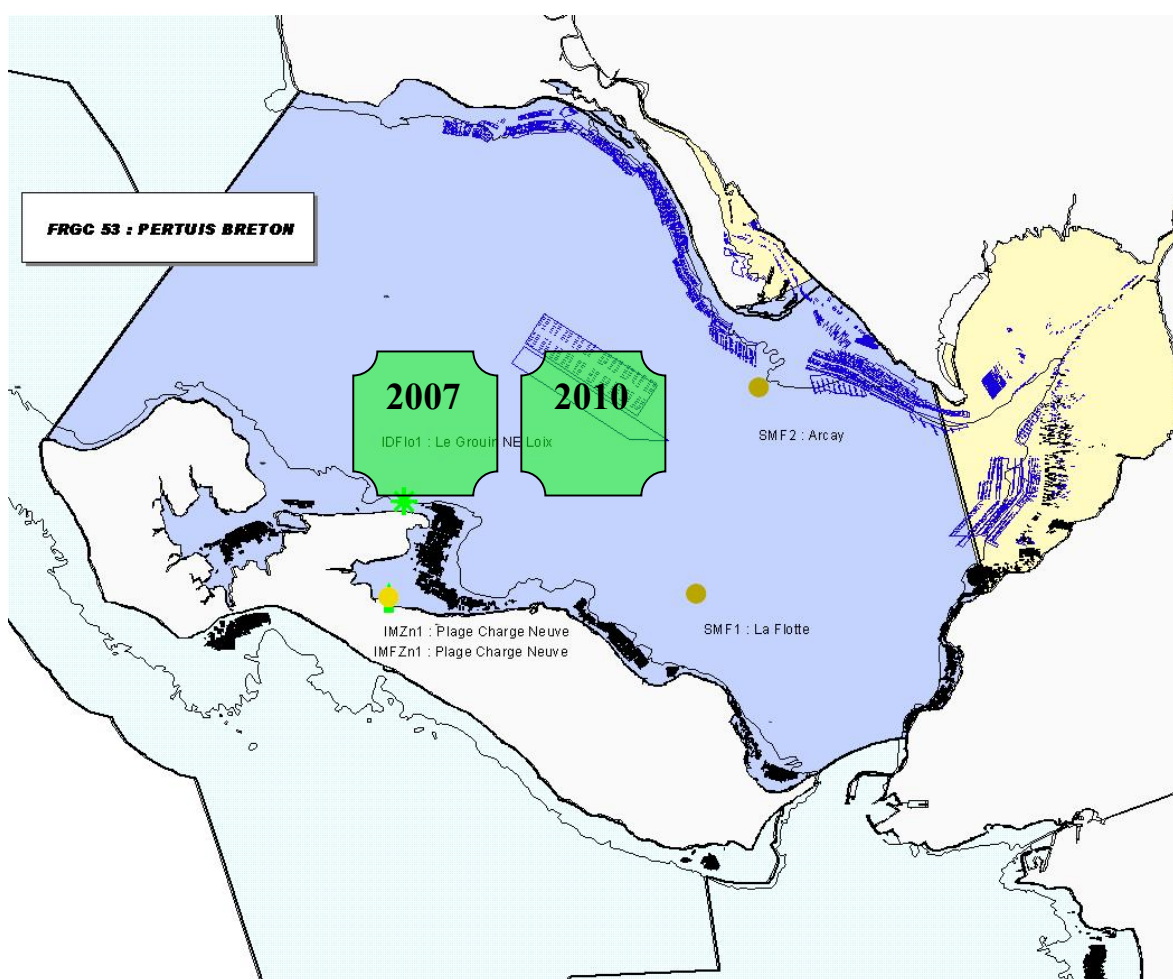 FRGC 53 : PERTUIS BRETON
2007
2010
IDFlo1 : Le Grouin NE Loix
SMF2 : Arcay
IMZn1 : Plage Charge Neuve
SMF1 : La Flotte
IMFZn1 : Plage Charge Neuve